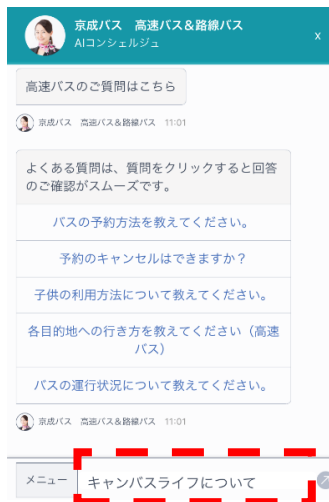 京成バス 高速バス&路線バス
AIコンシェルジュ
x
高速バスのご質問はこちら
京成バス 高速バス&路線バス 11:01
よくある質問は、質問をクリックすると回答
のご確認がスムーズです。
バスの予約方法を教えてください。
予約のキャンセルはできますか？
子供の利用方法について教えてください。
各目的地への行き方を教えてください（高速
バス）
バスの運行状況について教えてください。
京成バス 高速バス&路線バス 11:01
メニュー キャンバスライフについて